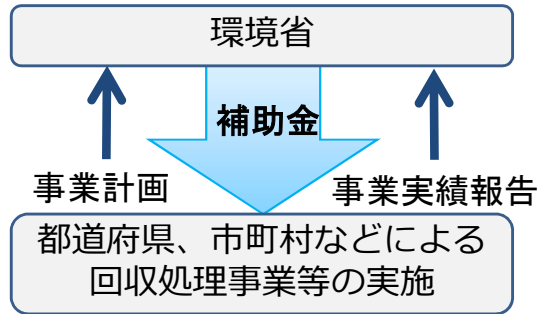 環境省
補助金
事業計画
事業実績報告
都道府県、市町村などによる
回収処理事業等の実施